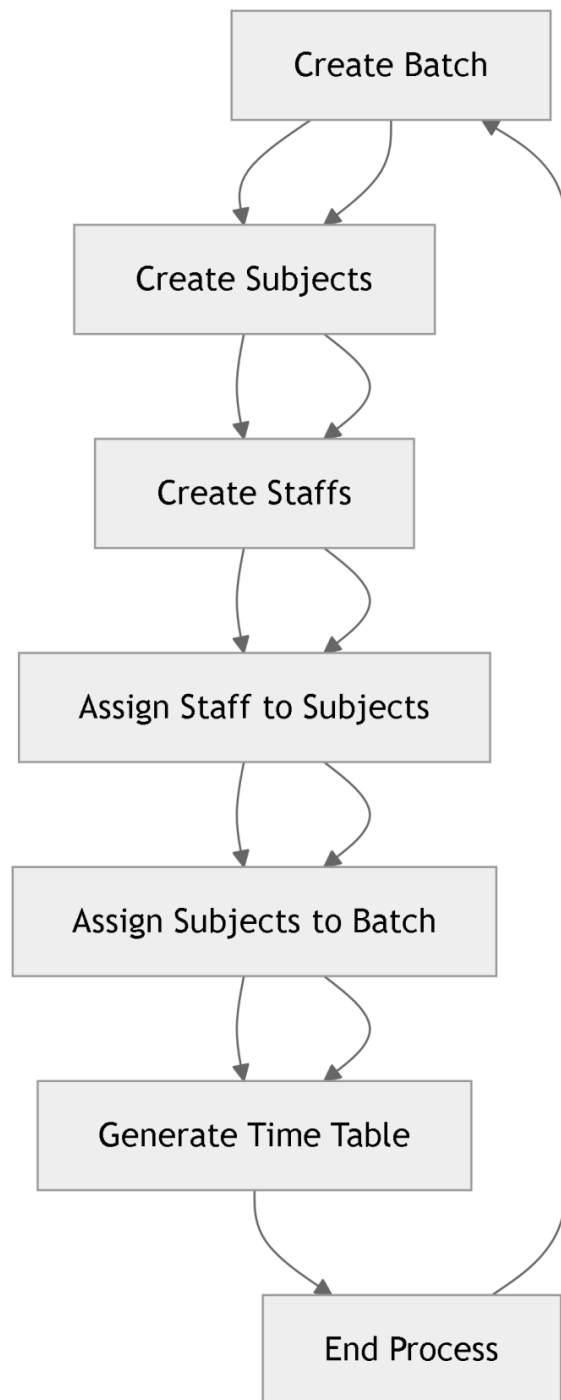 Create Batch
Create Subjects
Create Staffs
Assign Staff to Subjects
Assign Subjects to Batch
Generate Time Table
End Process